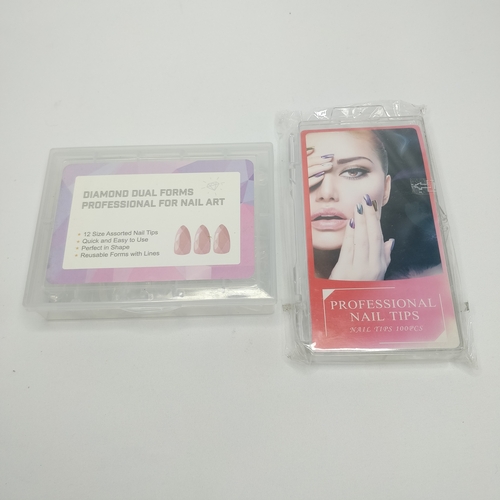 DIAMOND DUAL FORMS
PROFESSIONAL FOR NAIL ART
12 Size Assorted Nail Tips
Quick and Easy to Use
Perfect in Shape
Reusable Forms with Lines
PROFESSIONAL
NAIL TIPS
NAIL TIPS 100PCS